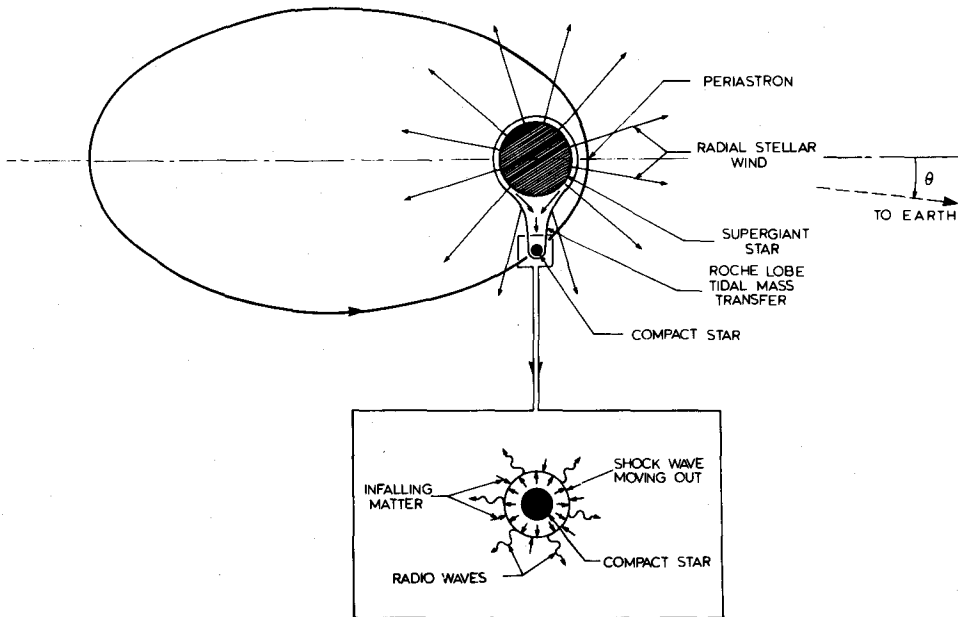 PERIASTRON
RADIAL STELLAR
WIND
θ
TO EARTH
SUPERGIANT
STAR
ROCHE LOBE
TIDAL MASS
TRANSFER
COMPACT STAR
SHOCK WAVE
MOVING OUT
INFALLING
MATTER
COMPACT STAR
RADIO WAVES